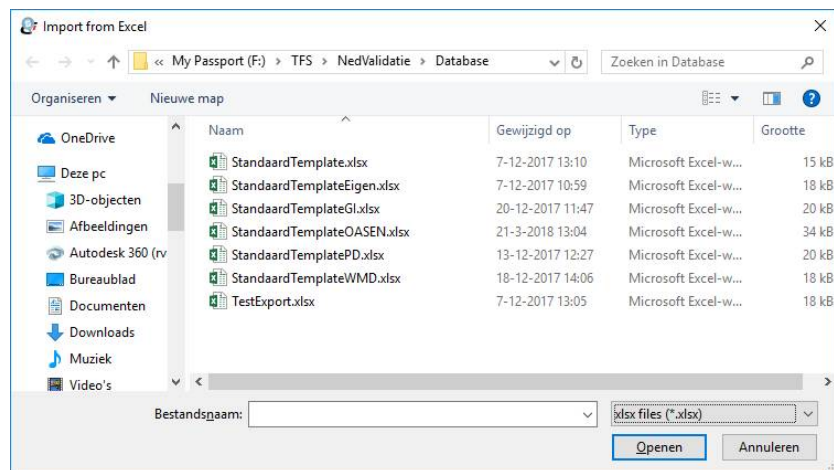 Import from Excel
« My Passport (F:) › TFS › NedValidatie › Database
Zoeken in Database
Organiseren
Nieuwe map
OneDrive
Deze pc
3D-objecten
Afbeeldingen
Autodesk 360 (rv
Bureaublad
Documenten
Downloads
Muziek
Video's
Naam Gewijzigd op Type Grootte
StandaardTemplate.xlsx 7-12-2017 13:10 Microsoft Excel-w... 15 kB
StandaardTemplateEigen.xlsx 7-12-2017 10:59 Microsoft Excel-w... 18 kB
StandaardTemplateGI.xlsx 20-12-2017 11:47 Microsoft Excel-w... 20 kB
StandaardTemplateOASEN.xlsx 21-3-2018 13:04 Microsoft Excel-w... 34 kB
StandaardTemplatePD.xlsx 13-12-2017 12:27 Microsoft Excel-w... 20 kB
StandaardTemplateWMD.xlsx 18-12-2017 14:06 Microsoft Excel-w... 18 kB
TestExport.xlsx 7-12-2017 13:05 Microsoft Excel-w... 18 kB
Bestandsnaam:
xlsx files (*.xlsx)
Openen
Annuleren